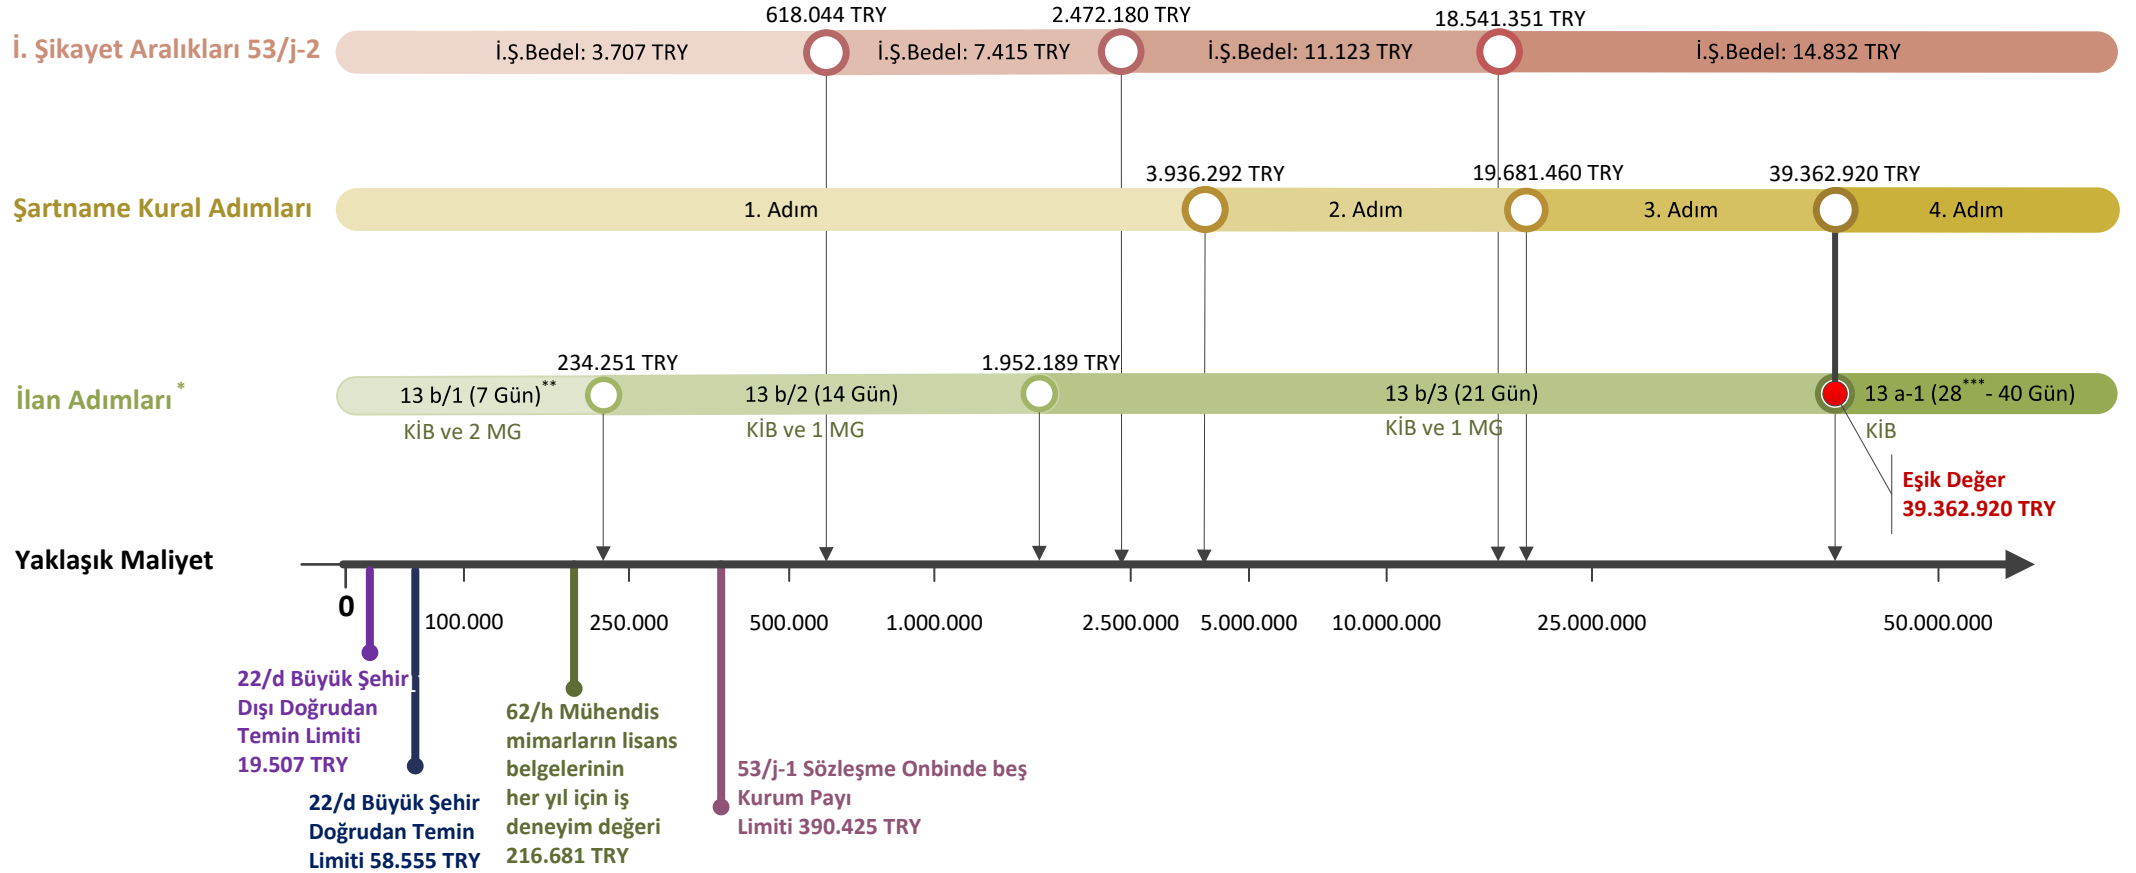 618.044 TRY
2.472.180 TRY
18.541.351 TRY
İ. Şikayet Aralıkları 53/j-2
İ.Ş.Bedel: 3.707 TRY
İ.Ş.Bedel: 7.415 TRY
İ.Ş.Bedel: 11.123 TRY
İ.Ş.Bedel: 14.832 TRY
3.936.292 TRY
19.681.460 TRY
39.362.920 TRY
Şartname Kural Adımları
1. Adım
2. Adım
3. Adım
4. Adım
234.251 TRY
1.952.189 TRY
İlan Adımları*
13 b/1 (7 Gün)**
13 b/2 (14 Gün)
13 b/3 (21 Gün)
13 a-1 (28*** - 40 Gün)
KİB ve 2 MG
KİB ve 1 MG
KİB ve 1 MG
KİB
Eşik Değer
39.362.920 TRY
Yaklaşık Maliyet
0
100.000
250.000
500.000
1.000.000
2.500.000
5.000.000
10.000.000
25.000.000
50.000.000
22/d Büyük Şehir
Dışı Doğrudan
Temin Limiti
19.507 TRY
22/d Büyük Şehir
Doğrudan Temin
Limiti 58.555 TRY
62/h Mühendis
mimarların lisans
belgelerinin
her yıl için iş
deneyim değeri
216.681 TRY
53/j-1 Sözleşme Onbinde beş
Kurum Payı
Limiti 390.425 TRY